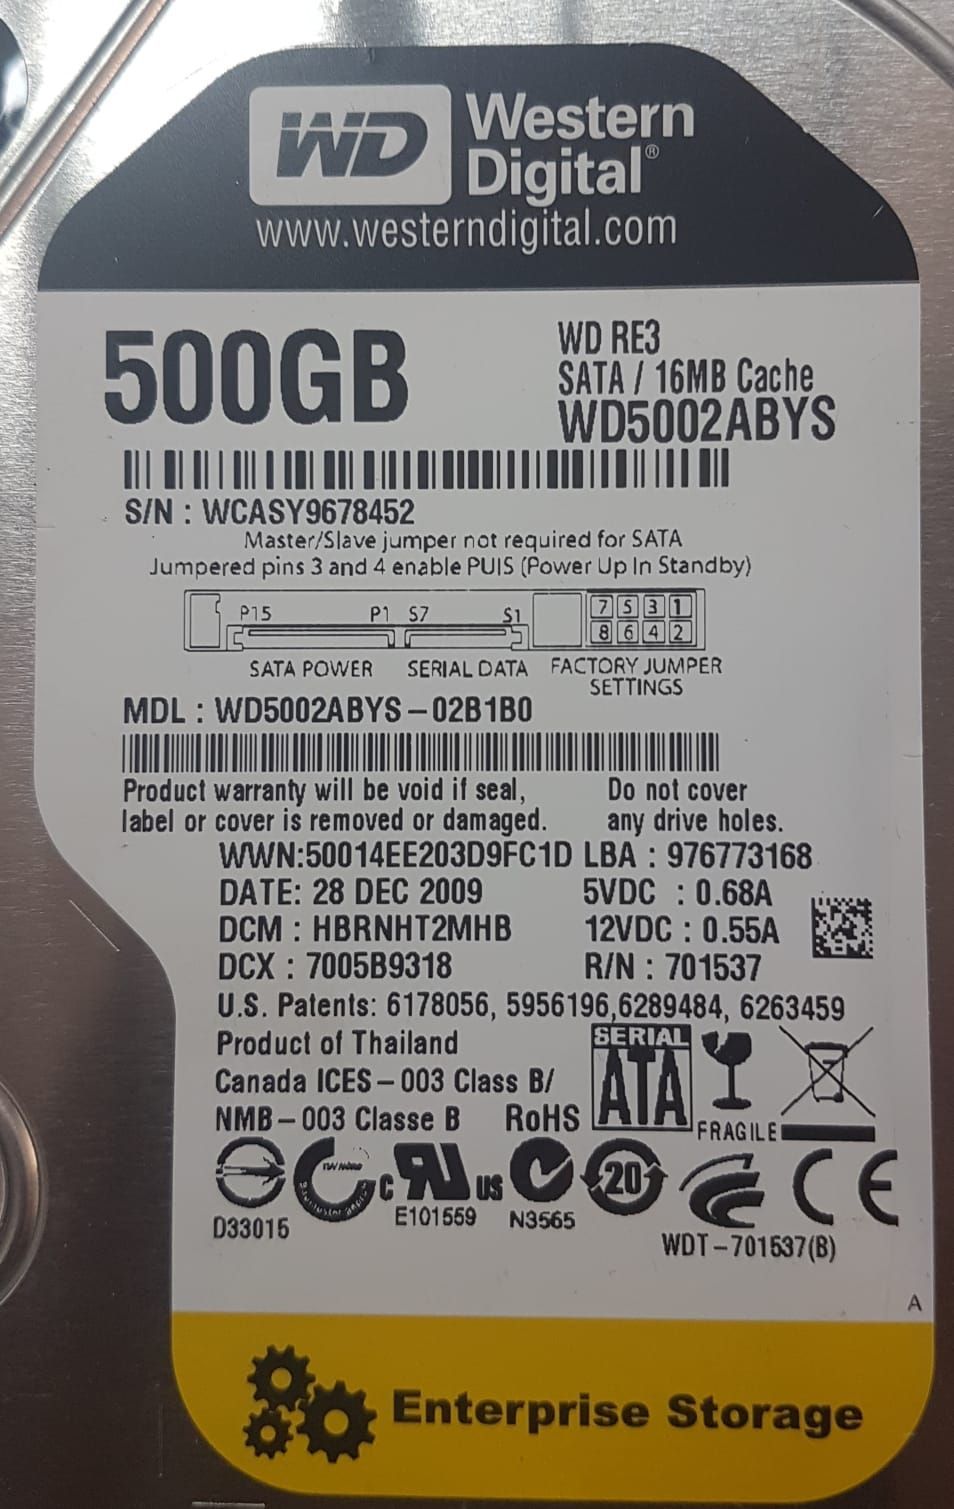 WD Western
Digital®
www.westerndigital.com
500GB
WD RE3
SATA / 16MB Cache
WD5002ABYS
S/N : WCASY9678452
Master/Slave jumper not required for SATA
Jumpered pins 3 and 4 enable PUIS (Power Up In Standby)
P15 P1 S7 S1 7 5 3 1
8 6 4 2
SATA POWER SERIAL DATA FACTORY JUMPER
SETTINGS
MDL : WD5002ABYS – 02B1B0
Product warranty will be void if seal, Do not cover
label or cover is removed or damaged. any drive holes.
WWN:50014EE203D9FC1D LBA : 976773168
DATE: 28 DEC 2009 5VDC : 0.68A
DCM : HBRNHT2MHB 12VDC : 0.55A
DCX : 7005B9318 R/N : 701537
U.S. Patents: 6178056, 5956196,6289484, 6263459
Product of Thailand SERIAL
Canada ICES – 003 Class B/ ATA
NMB – 003 Classe B RoHS FRAGILE
c RU US 20 CE
D33015 E101559 N3565
WDT – 701537(B)
A
Enterprise Storage